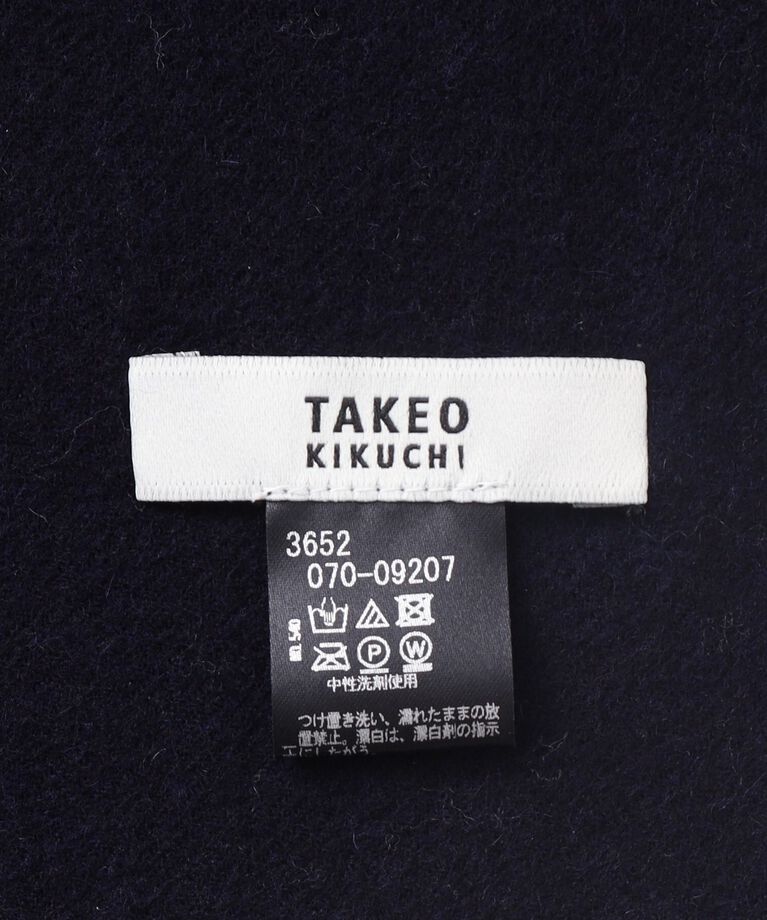 TAKEO
KIKUCHI
3652
070-09207
P
W
中性洗剤使用
つけ置き洗い、濡れたままの放
置禁止。漂白は、漂白剤の指示